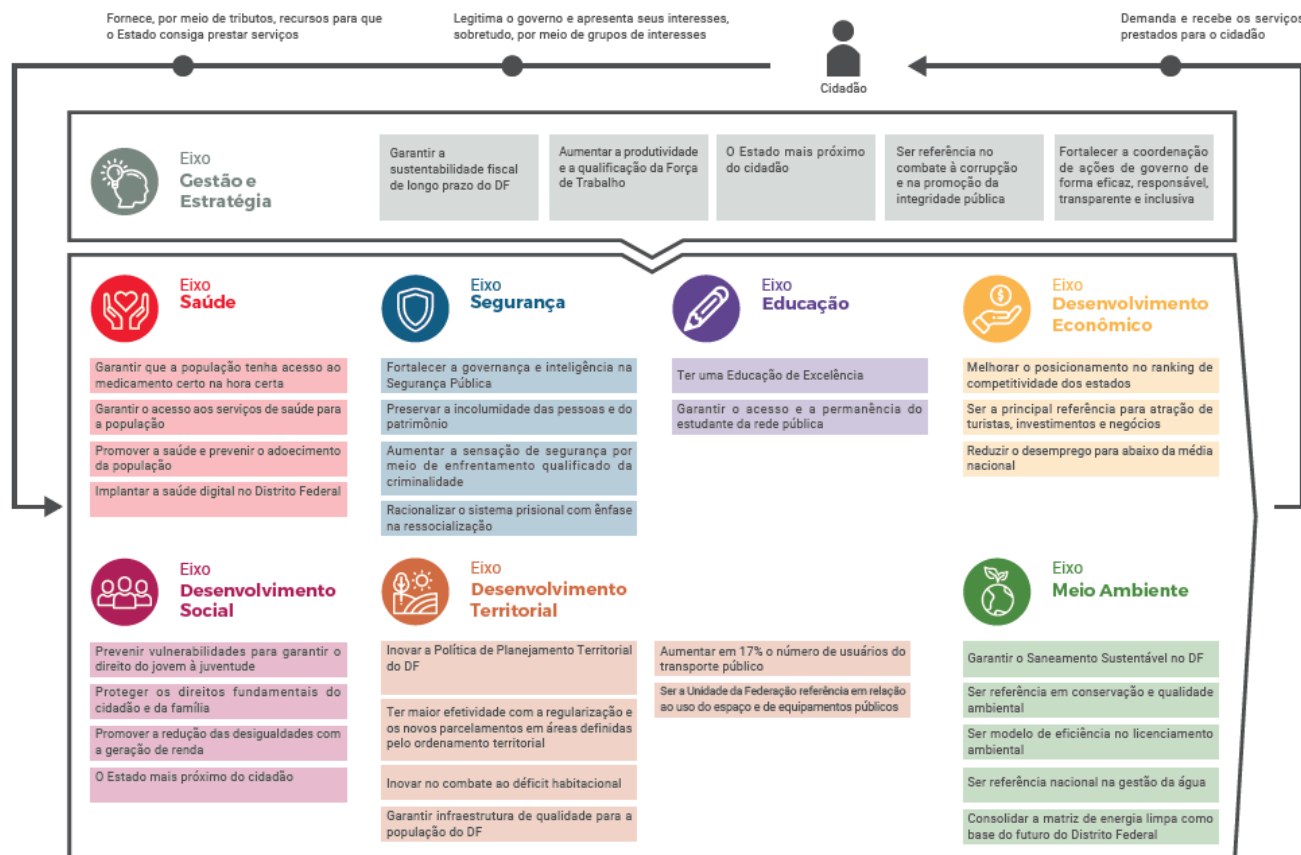 Fornece, por meio de tributos, recursos para que
o Estado consiga prestar serviços
Legitima o governo e apresenta seus interesses,
sobretudo, por meio de grupos de interesses
Demanda e recebe os serviços
prestados para o cidadão
Cidadão
Eixo
Gestão e
Estratégia
Garantir a
sustentabilidade fiscal
de longo prazo do DF
Aumentar a produtividade
e a qualificação da Força
de Trabalho
O Estado mais próximo
do cidadão
Ser referência no
combate à corrupção
e na promoção da
integridade pública
Fortalecer a coordenação
de ações de governo de
forma eficaz, responsável,
transparente e inclusiva
Eixo
Saúde
Garantir que a população tenha acesso ao
medicamento certo na hora certa
Garantir o acesso aos serviços de saúde para
a população
Promover a saúde e prevenir o adoecimento
da população
Implantar a saúde digital no Distrito Federal
Eixo
Segurança
Fortalecer a governança e inteligência na
Segurança Pública
Preservar a incolumidade das pessoas e do
patrimônio
Aumentar a sensação de segurança por
meio de enfrentamento qualificado da
criminalidade
Racionalizar o sistema prisional com ênfase
na ressocialização
Eixo
Educação
Ter uma Educação de Excelência
Garantir o acesso e a permanência do
estudante da rede pública
Eixo
Desenvolvimento
Econômico
Melhorar o posicionamento no ranking de
competitividade dos estados
Ser a principal referência para atração de
turistas, investimentos e negócios
Reduzir o desemprego para abaixo da média
nacional
Eixo
Desenvolvimento
Social
Prevenir vulnerabilidades para garantir o
direito do jovem à juventude
Proteger os direitos fundamentais do
cidadão e da família
Promover a redução das desigualdades com
a geração de renda
O Estado mais próximo do cidadão
Eixo
Desenvolvimento
Territorial
Inovar a Política de Planejamento Territorial
do DF
Ter maior efetividade com a regularização e
os novos parcelamentos em áreas definidas
pelo ordenamento territorial
Inovar no combate ao déficit habitacional
Garantir infraestrutura de qualidade para a
população do DF
Aumentar em 17% o número de usuários do
transporte público
Ser a Unidade da Federação referência em relação
ao uso do espaço e de equipamentos públicos
Eixo
Meio Ambiente
Garantir o Saneamento Sustentável no DF
Ser referência em conservação e qualidade
ambiental
Ser modelo de eficiência no licenciamento
ambiental
Ser referência nacional na gestão da água
Consolidar a matriz de energia limpa como
base do futuro do Distrito Federal